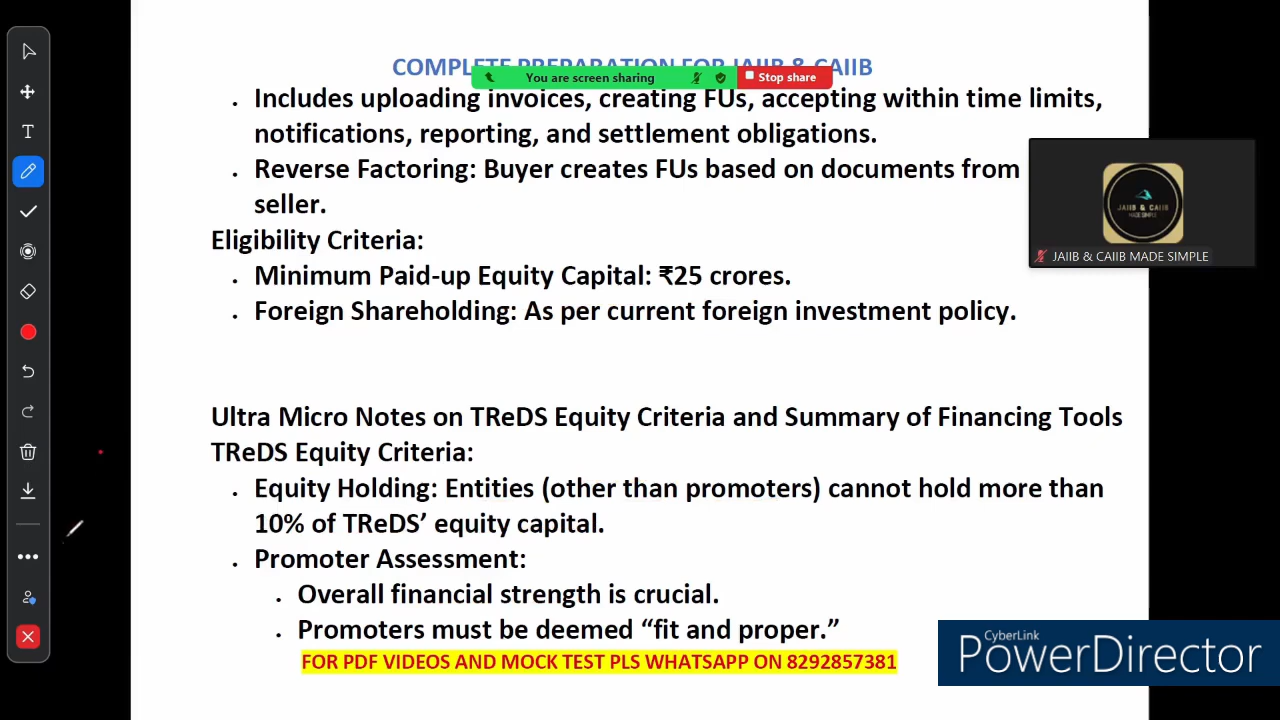 COMPLETE PREPARATION FOR JAIIB & CAIIB
You are screen sharing
Stop share
Includes uploading invoices, creating FUs, accepting within time limits,
notifications, reporting, and settlement obligations.
Reverse Factoring: Buyer creates FUs based on documents from
seller.
JAIIB & CAIIB
MADE SIMPLE
JAIIB & CAIIB MADE SIMPLE
Eligibility Criteria:
Minimum Paid-up Equity Capital: ₹25 crores.
Foreign Shareholding: As per current foreign investment policy.
Ultra Micro Notes on TReDS Equity Criteria and Summary of Financing Tools
TReDS Equity Criteria:
Equity Holding: Entities (other than promoters) cannot hold more than
10% of TReDS’ equity capital.
Promoter Assessment:
Overall financial strength is crucial.
Promoters must be deemed “fit and proper.”
FOR PDF VIDEOS AND MOCK TEST PLS WHATSAPP ON 8292857381
CyberLink
PowerDirector
T